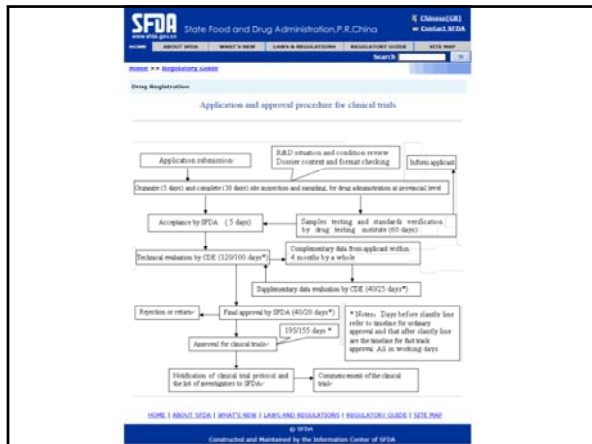 SFDA
www.sfda.gov.cn
State Food and Drug Administration,P.R.China
Chinese[GB]
Contact SFDA
HOME
ABOUT SFDA
WHAT'S NEW
LAWS & REGULATIONS
REGULATORY GUIDE
SITE MAP
Search
Home >> Regulatory Guide
Drug Registration
Application and approval procedure for clinical trials
Application submission
R&D situation and condition review
Dossier content and format checking
Inform applicant
Organize (5 days) and complete (30 days) site inspection and sampling, by drug administration at provincial level
Acceptance by SFDA ( 5 days)
Samples testing and standards verification
by drug testing institute (60 days)
Technical evaluation by CDE (120/100 days*)
Complementary data from applicant within
4 months by a whole
Supplementary data evaluation by CDE (40/25 days*)
Rejection or return
Final approval by SFDA (40/20 days*)
* Notes: Days before slastly line
refer to timeline for ordinary
approval and that after slastly line
are the timeline for fast track
approval. All in working days.
195/155 days *
Approval for clinical trials
Notification of clinical trial protocol and
the list of investigators to SFDA
Commencement of the clinical
trial
HOME | ABOUT SFDA | WHAT'S NEW | LAWS AND REGULATIONS | REGULATORY GUIDE | SITE MAP
© SFDA
Constructed and Maintained by the Information Center of SFDA